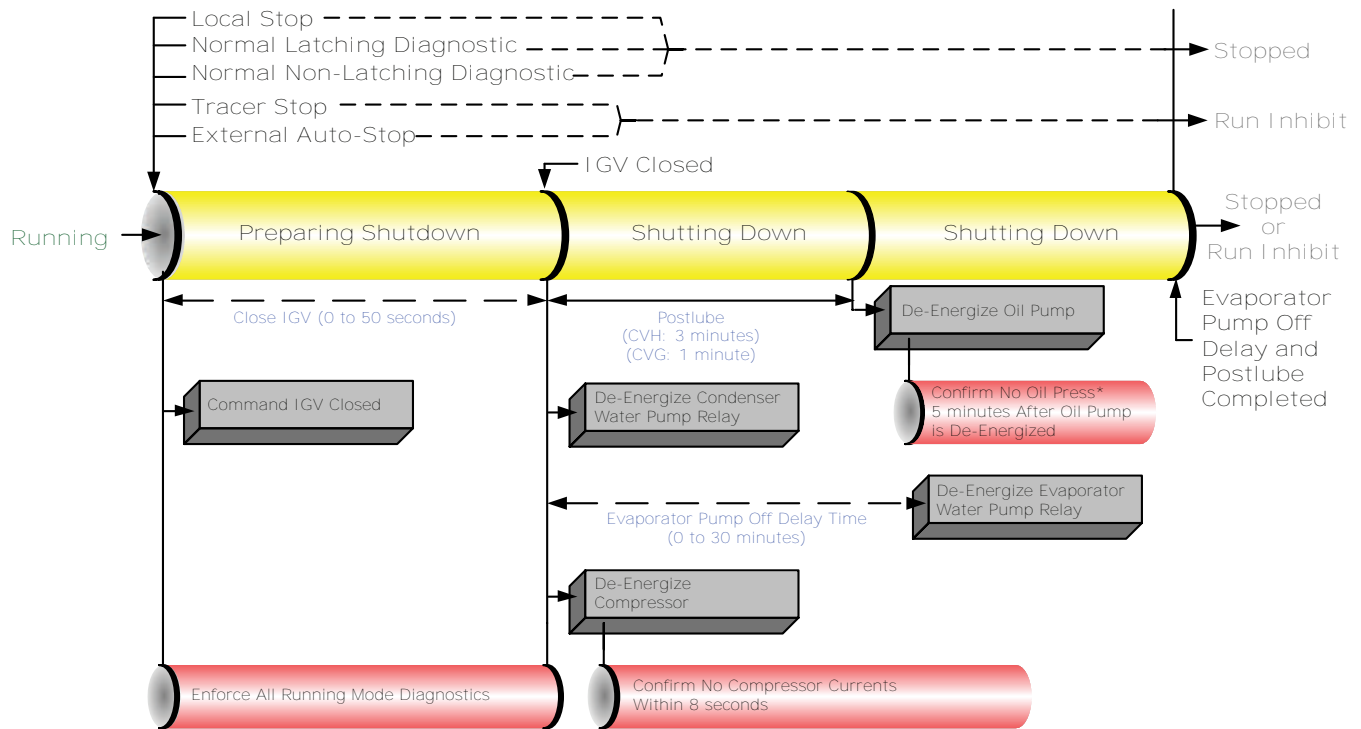 Local Stop
Normal Latching Diagnostic
Normal Non-Latching Diagnostic
Stopped
Tracer Stop
External Auto-Stop
Run Inhibit
IGV Closed
Running
Preparing Shutdown
Shutting Down
Shutting Down
Stopped
or
Run Inhibit
Close IGV (0 to 50 seconds)
Postlube
(CVH: 3 minutes)
(CVG: 1 minute)
De-Energize Oil Pump
Evaporator
Pump Off
Delay and
Postlube
Completed
Command IGV Closed
De-Energize Condenser
Water Pump Relay
Confirm No Oil Press*
5 minutes After Oil Pump
is De-Energized
Evaporator Pump Off Delay Time
(0 to 30 minutes)
De-Energize Evaporator
Water Pump Relay
De-Energize
Compressor
Enforce All Running Mode Diagnostics
Confirm No Compressor Currents
Within 8 seconds